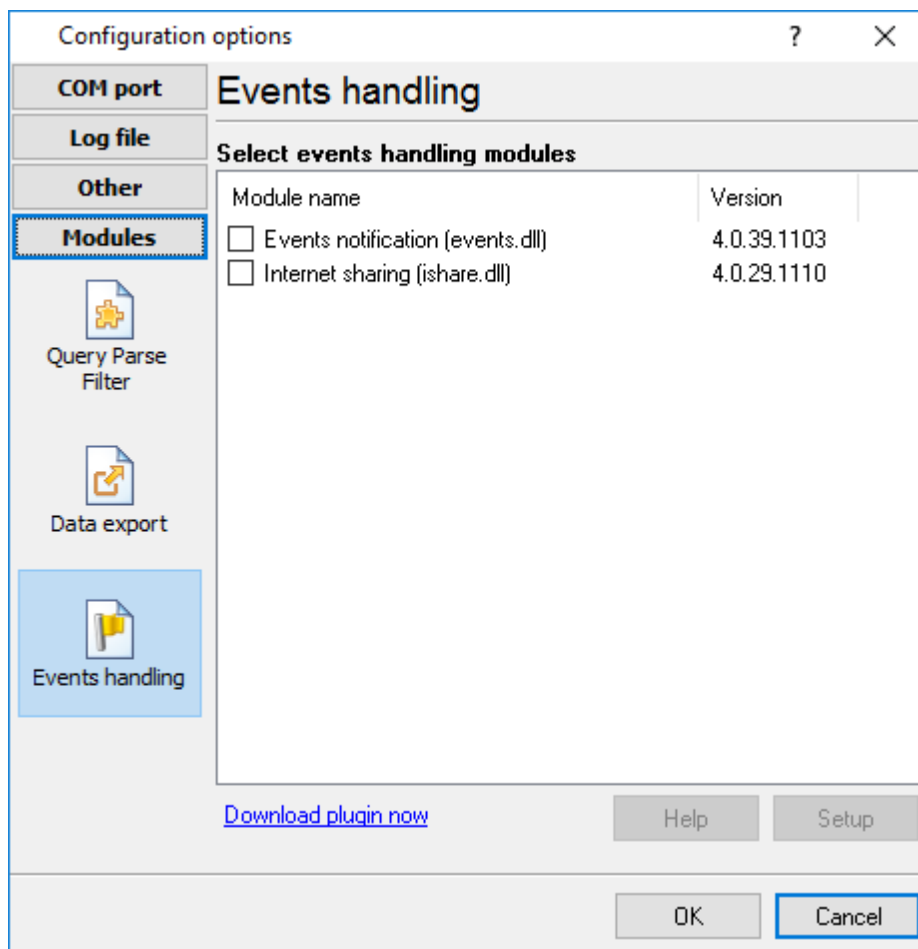 Configuration options
?
COM port
Log file
Other
Modules
Query Parse
Filter
Data export
Events handling
Events handling
Select events handling modules
Module name Version
Events notification (events.dll) 4.0.39.1103
Internet sharing (ishare.dll) 4.0.29.1110
Download plugin now
Help Setup
OK Cancel